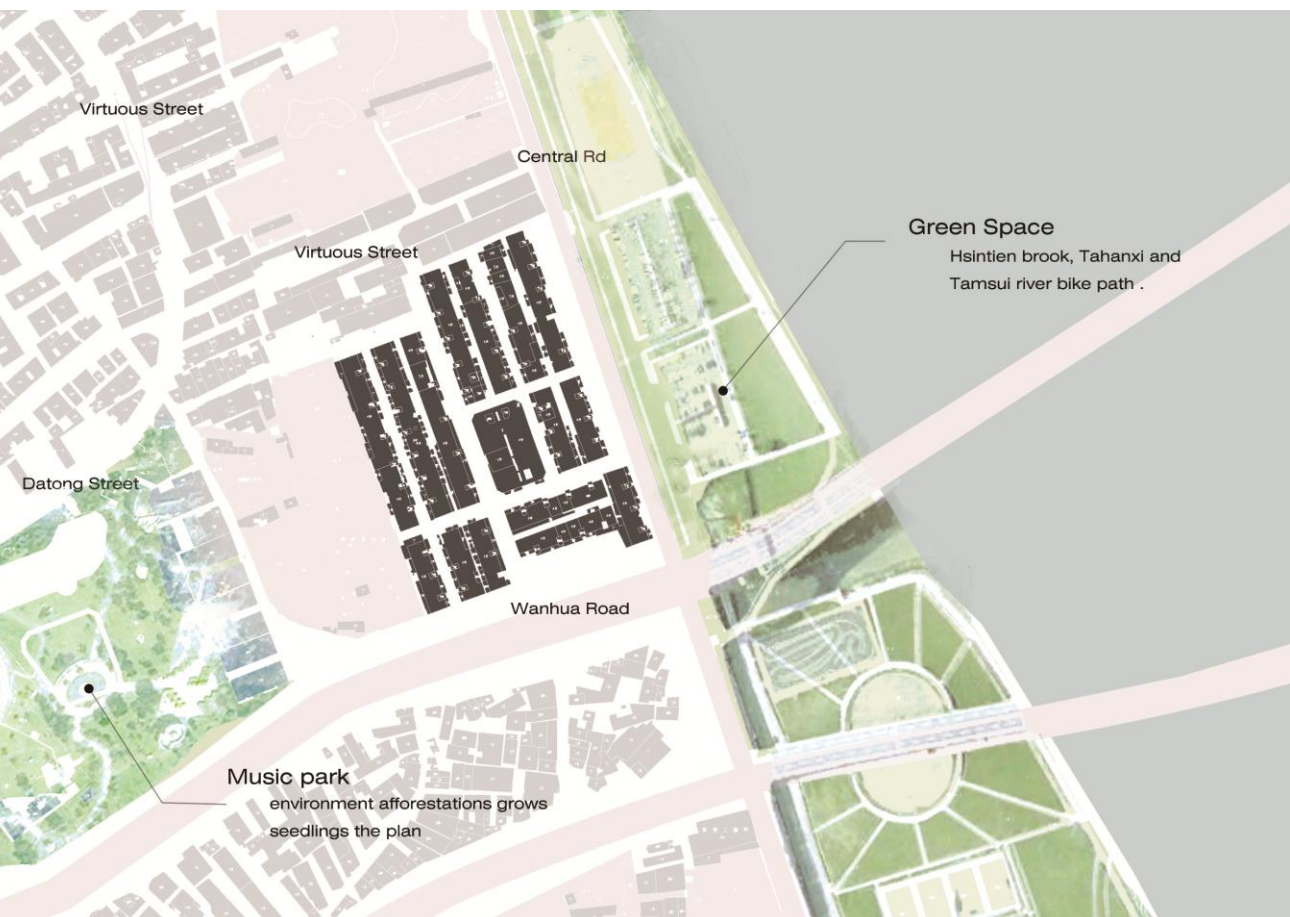 Virtuous Street
Central Rd
Green Space
Hsintien brook, Tahanxi and
Tamsui river bike path .
Virtuous Street
Datong Street
Wanhua Road
Music park
environment afforestations grows
seedlings the plan